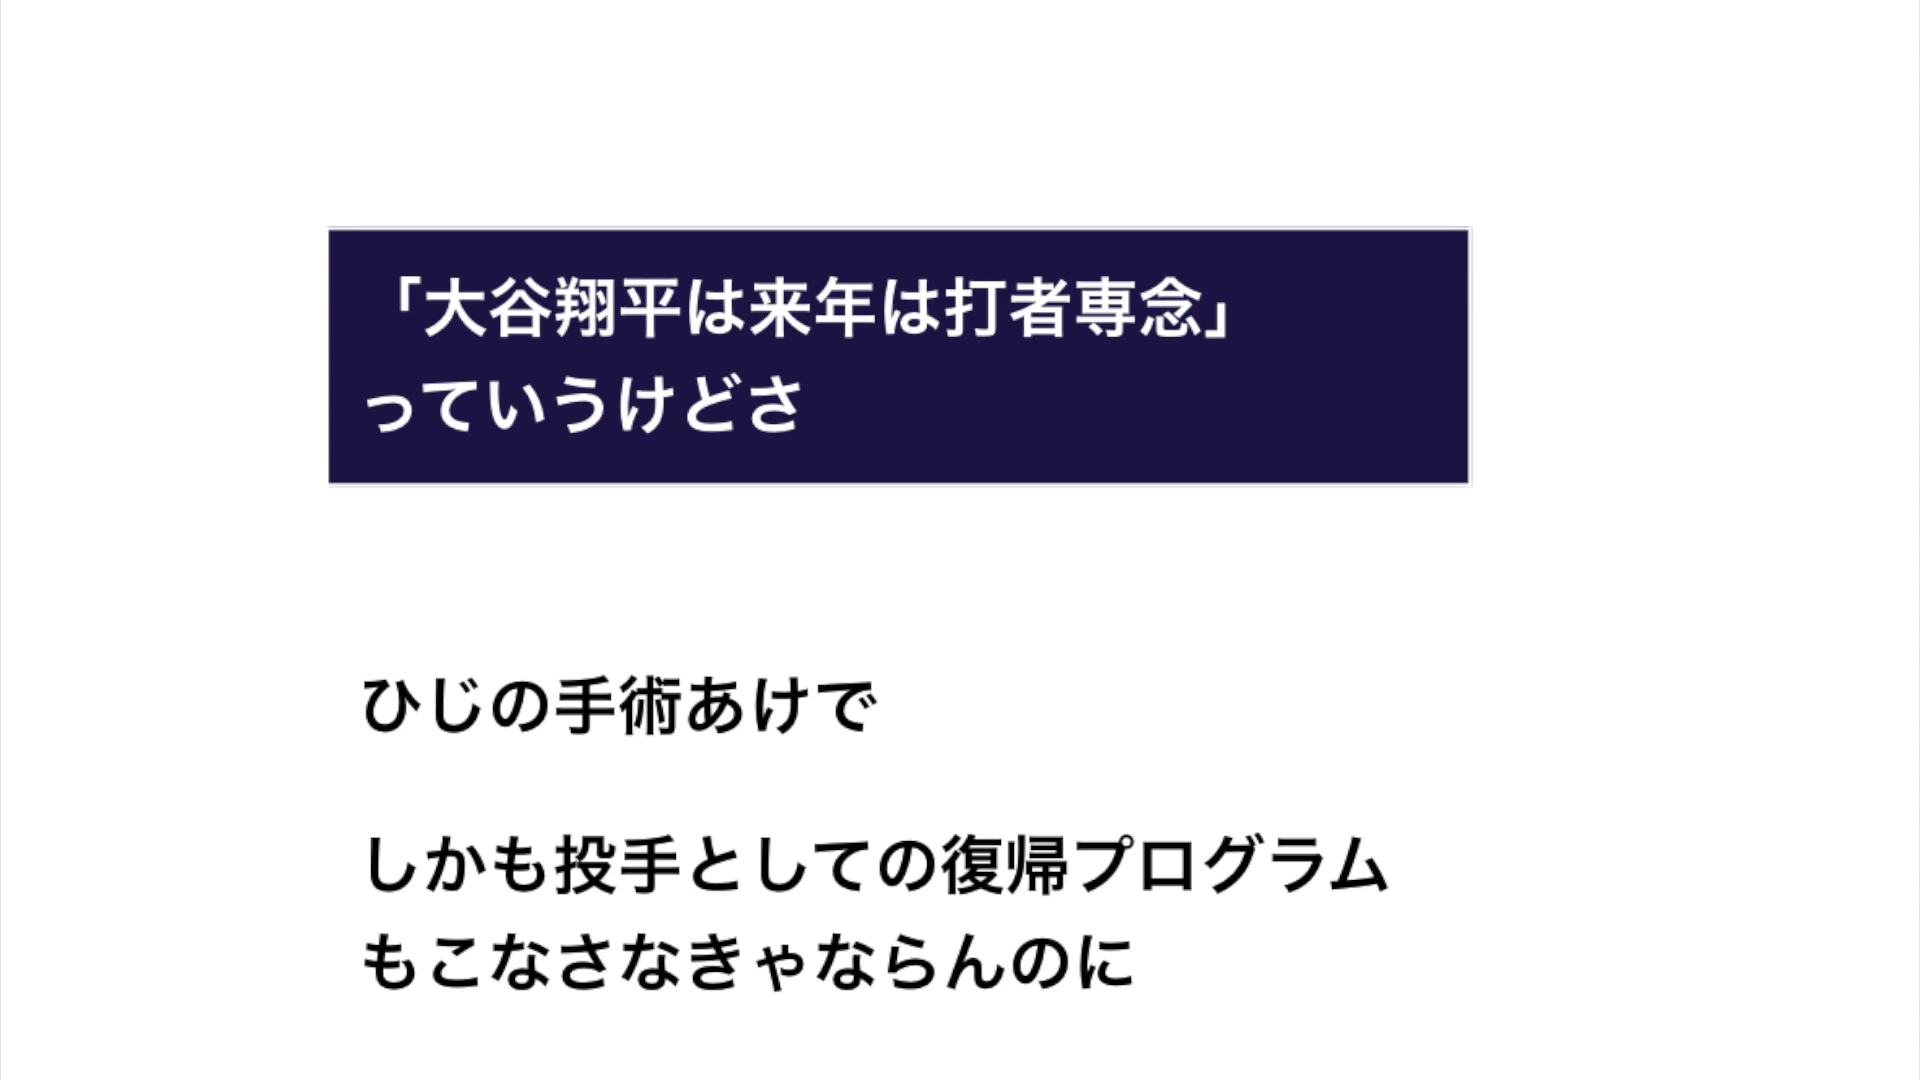 「大谷翔平は来年は打者専念」
っていうけどさ
ひじの手術あけで
しかも投手としての復帰プログラム
もこなさなきゃならんのに